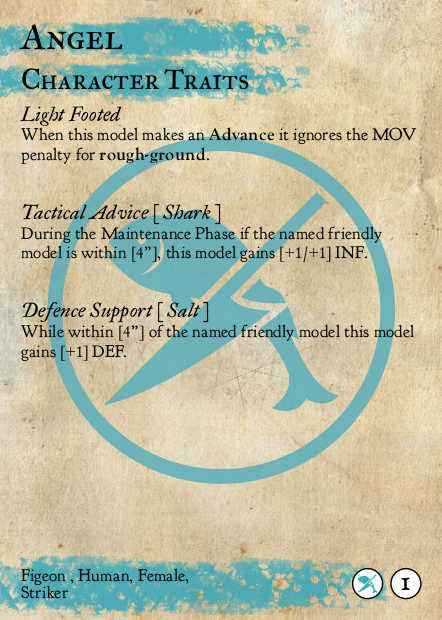 Angel
Character Traits
Light Footed
When this model makes an Advance it ignores the MOV
penalty for rough-ground.
Tactical Advice [ Shark ]
During the Maintenance Phase if the named friendly
model is within [4”], this model gains [+1/+1] INF.
Defence Support [ Salt ]
While within [4”] of the named friendly model this model
gains [+1] DEF.
Figeon , Human, Female,
Striker
1